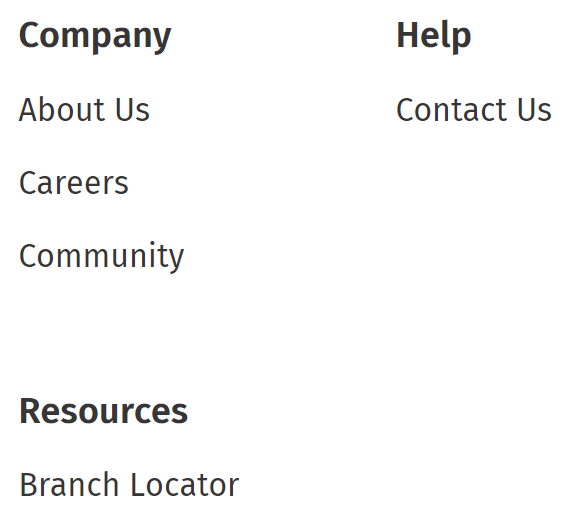 Company
About Us
Careers
Community
Help
Contact Us
Resources
Branch Locator